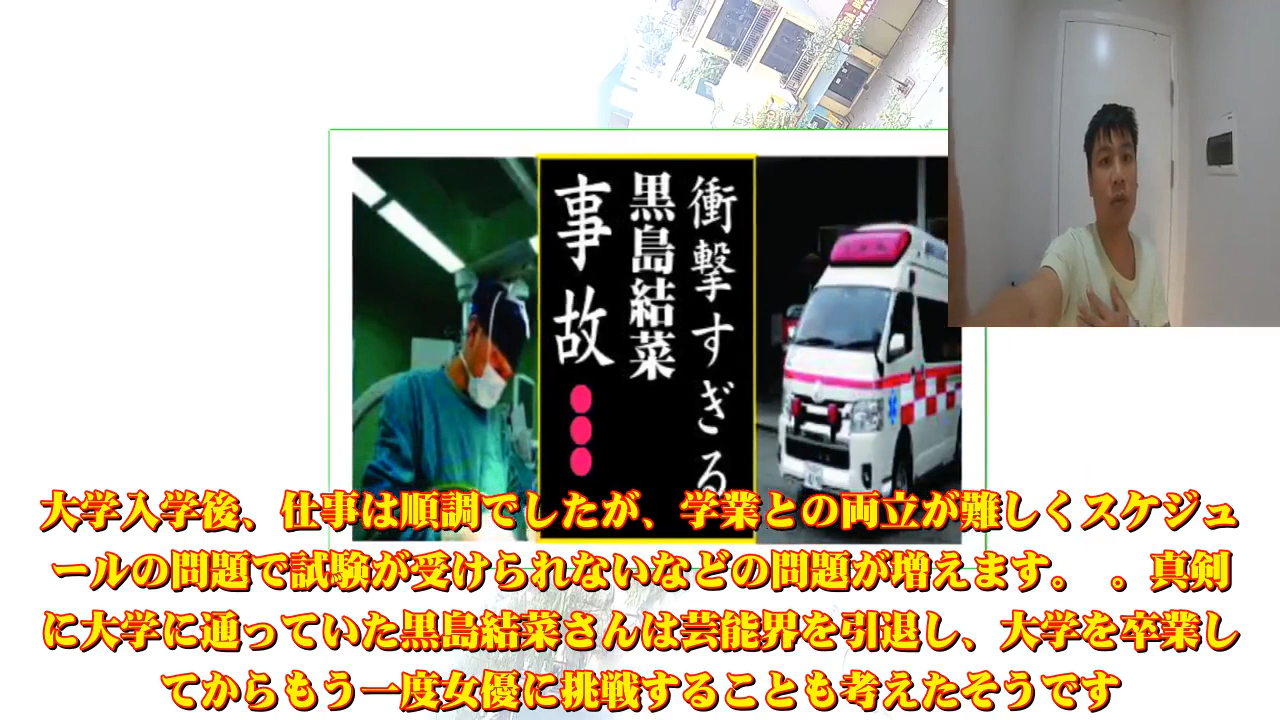 衝撃すぎる
黒島結菜
事故●●●
大学入学後、仕事は順調でしたが、学業との両立が難しくスケジュ
ールの問題で試験が受けられないなどの問題が増えます。 。真剣
に大学に通っていた黒島結菜さんは芸能界を引退し、大学を卒業し
てからもう一度女優に挑戦することも考えたそうです